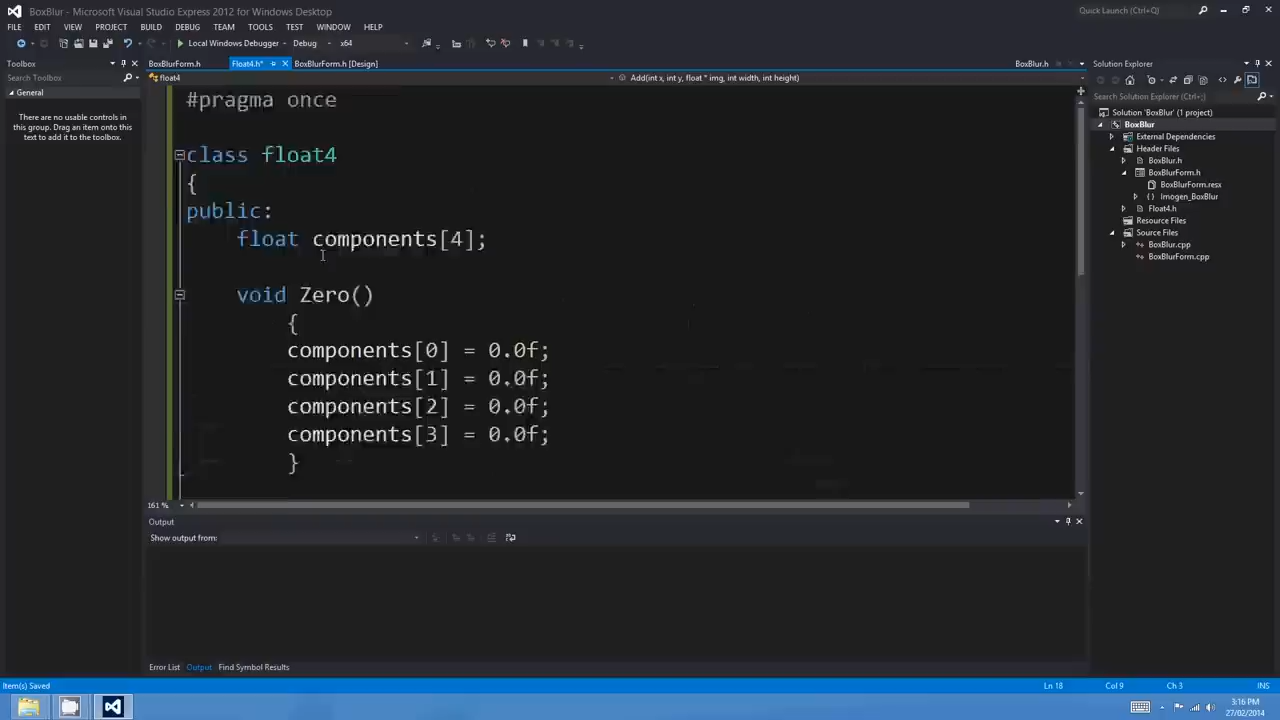 BoxBlur - Microsoft Visual Studio Express 2012 for Windows Desktop
Quick Launch (Ctrl+Q)
FILE EDIT VIEW PROJECT BUILD DEBUG TEAM TOOLS TEST WINDOW HELP
Local Windows Debugger Debug x64
Toolbox
Search Toolbox
General
There are no usable controls in
this group. Drag an item onto this
text to add it to the toolbox.
BoxBlurForm.h Float4.h* BoxBlurForm.h [Design] BoxBlur.h
float4 Add(int x, int y, float * img, int width, int height)
#pragma once
class float4
{
public:
float components[4];
void Zero()
{
components[0] = 0.0f;
components[1] = 0.0f;
components[2] = 0.0f;
components[3] = 0.0f;
}
161 %
Output
Show output from:
Error List Output Find Symbol Results
Solution Explorer
Search Solution Explorer (Ctrl+;)
Solution 'BoxBlur' (1 project)
BoxBlur
External Dependencies
Header Files
BoxBlur.h
BoxBlurForm.h
BoxBlurForm.resx
Imogen_BoxBlur
Float4.h
Resource Files
Source Files
BoxBlur.cpp
BoxBlurForm.cpp
Item(s) Saved Ln 18 Col 9 Ch 3 INS
3:16 PM
27/02/2014